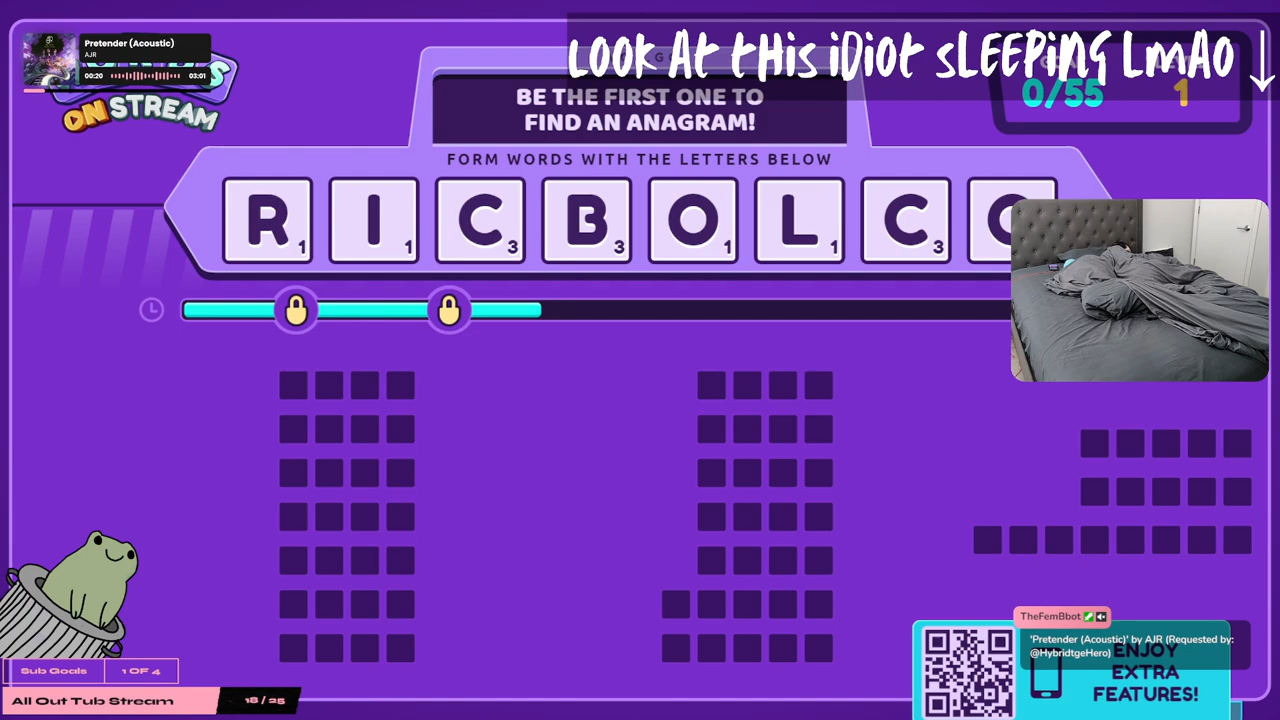 LOOK At tHis iDiot sLEEPiNG LmAO
Pretender (Acoustic)
AJR
00:20
03:01
ON STREAM
0/55
1
BE THE FIRST ONE TO
FIND AN ANAGRAM!
FORM WORDS WITH THE LETTERS BELOW
R 1 I 1 C 3 B 3 O 1 L 1 C 3
TheFemBbot
'Pretender (Acoustic)' by AJR (Requested by:
@HybridtgeHero)
ENJOY
EXTRA
FEATURES!
Sub Goals 1 OF 4
All Out Tub Stream 18 / 25